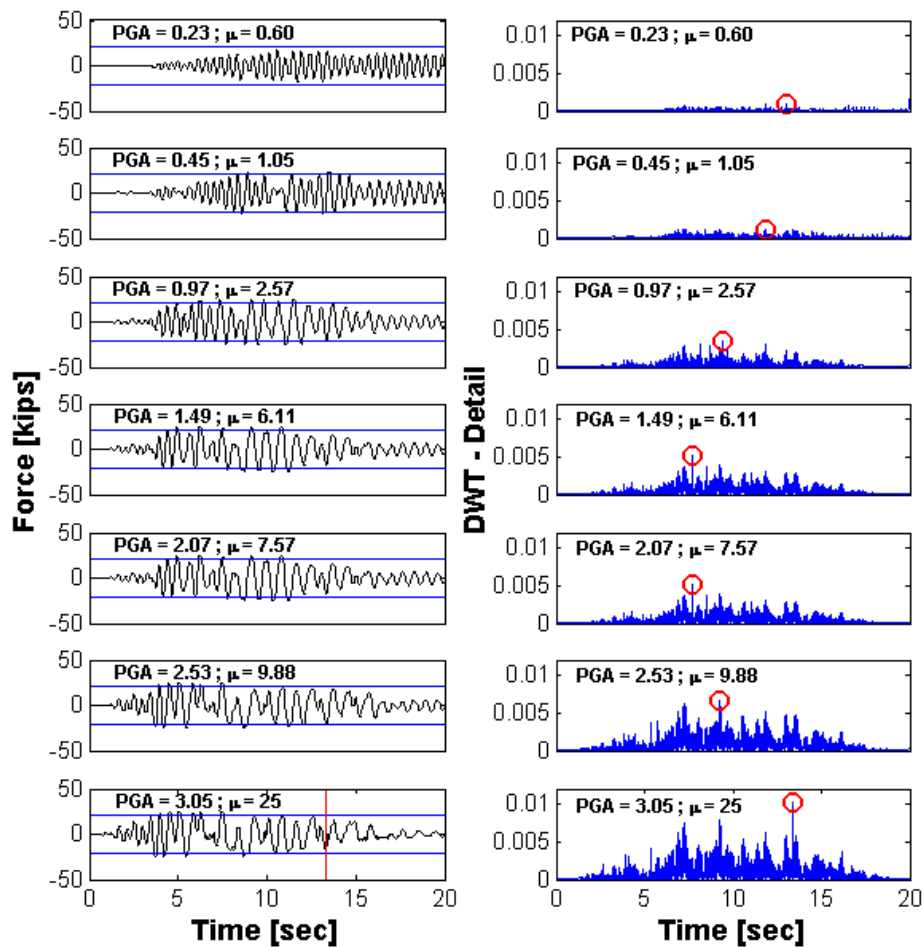 50
0
-50
PGA = 0.23 ; μ = 0.60
0.01
0.005
0
PGA = 0.23 ; μ = 0.60
50
0
-50
PGA = 0.45 ; μ = 1.05
0.01
0.005
0
PGA = 0.45 ; μ = 1.05
50
0
-50
PGA = 0.97 ; μ = 2.57
0.01
0.005
0
PGA = 0.97 ; μ = 2.57
50
0
-50
PGA = 1.49 ; μ = 6.11
0.01
0.005
0
PGA = 1.49 ; μ = 6.11
50
0
-50
PGA = 2.07 ; μ = 7.57
0.01
0.005
0
PGA = 2.07 ; μ = 7.57
50
0
-50
PGA = 2.53 ; μ = 9.88
0.01
0.005
0
PGA = 2.53 ; μ = 9.88
50
0
-50
PGA = 3.05 ; μ = 25
0.01
0.005
0
PGA = 3.05 ; μ = 25
0 5 10 15 20
0 5 10 15 20
Force [kips]
DWT - Detail
Time [sec]
Time [sec]